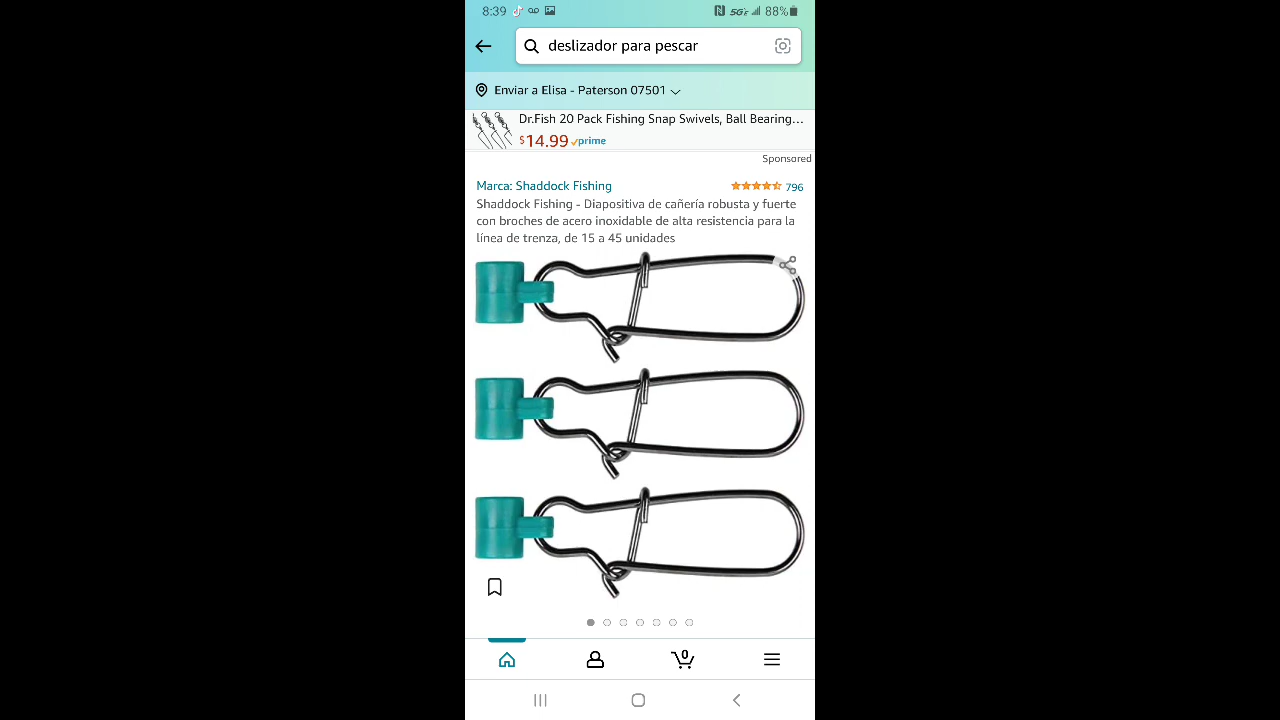 8:39
5G 88%
deslizador para pescar
Enviar a Elisa - Paterson 07501
Dr.Fish 20 Pack Fishing Snap Swivels, Ball Bearing...
$14.99 prime
Sponsored
Marca: Shaddock Fishing 796
Shaddock Fishing - Diapositiva de cañería robusta y fuerte
con broches de acero inoxidable de alta resistencia para la
línea de trenza, de 15 a 45 unidades
0